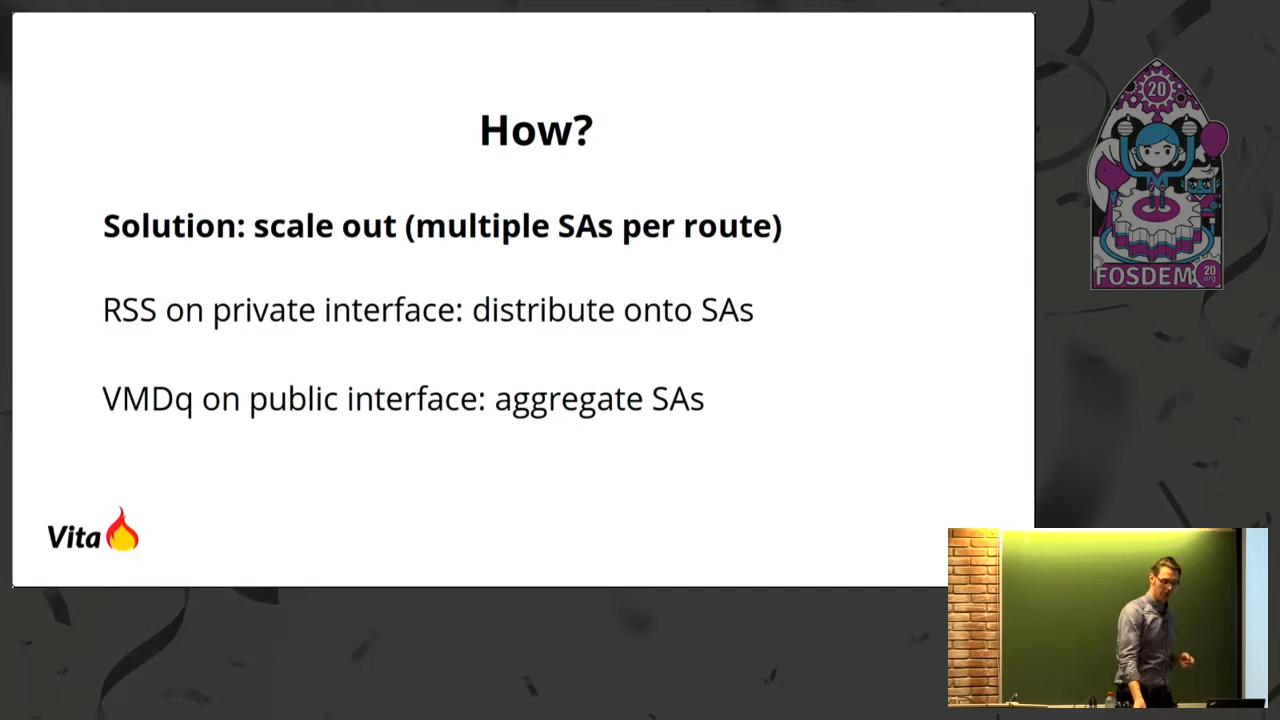 How?
Solution: scale out (multiple SAs per route)
RSS on private interface: distribute onto SAs
VMDq on public interface: aggregate SAs
Vita
20
FOSDEM
20
.org